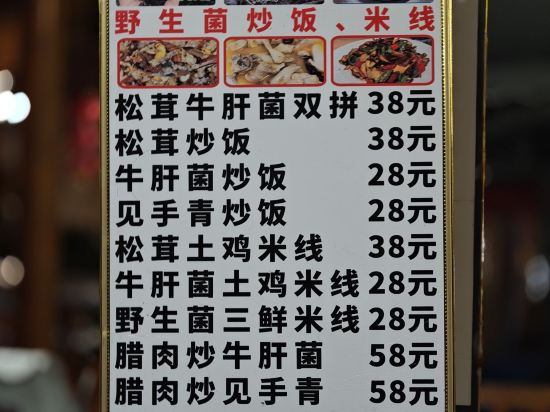 野生菌炒饭、米线
松茸牛肝菌双拼 38元
松茸炒饭 38元
牛肝菌炒饭 28元
见手青炒饭 28元
松茸土鸡米线 38元
牛肝菌土鸡米线 28元
野生菌三鲜米线 28元
腊肉炒牛肝菌 58元
腊肉炒见手青 58元